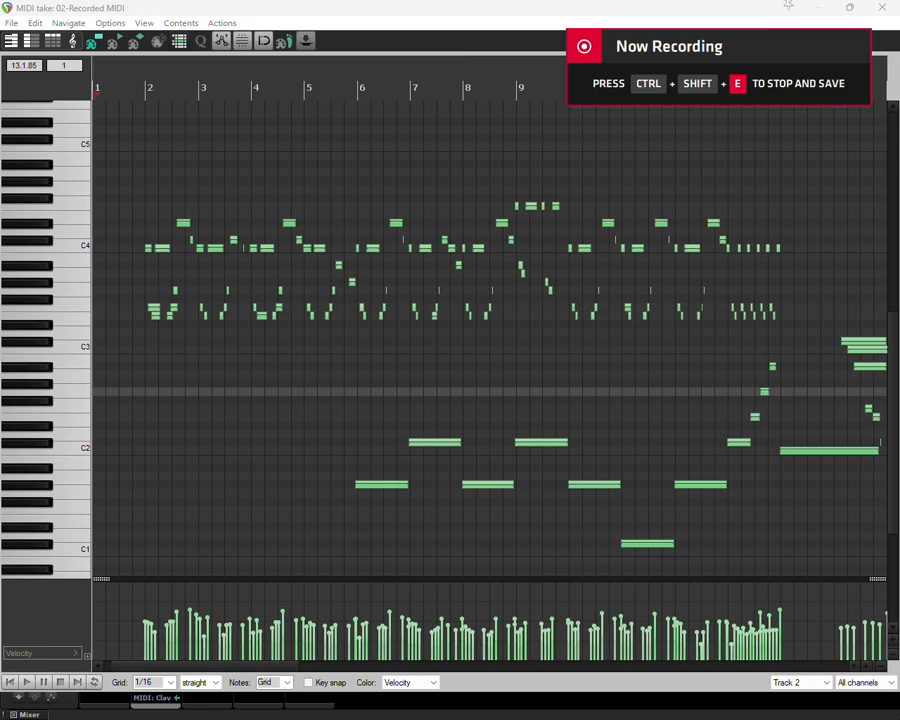 MIDI take: 02-Recorded MIDI
File Edit Navigate Options View Contents Actions
Q
Now Recording
PRESS CTRL + SHIFT + E TO STOP AND SAVE
13.1.85 1
1 2 3 4 5 6 7 8 9
C5
C4
C3
C2
C1
Velocity
Grid: 1/16 straight Notes: Grid Key snap Color: Velocity Track 2 All channels
MIDI: Clav
! Mixer